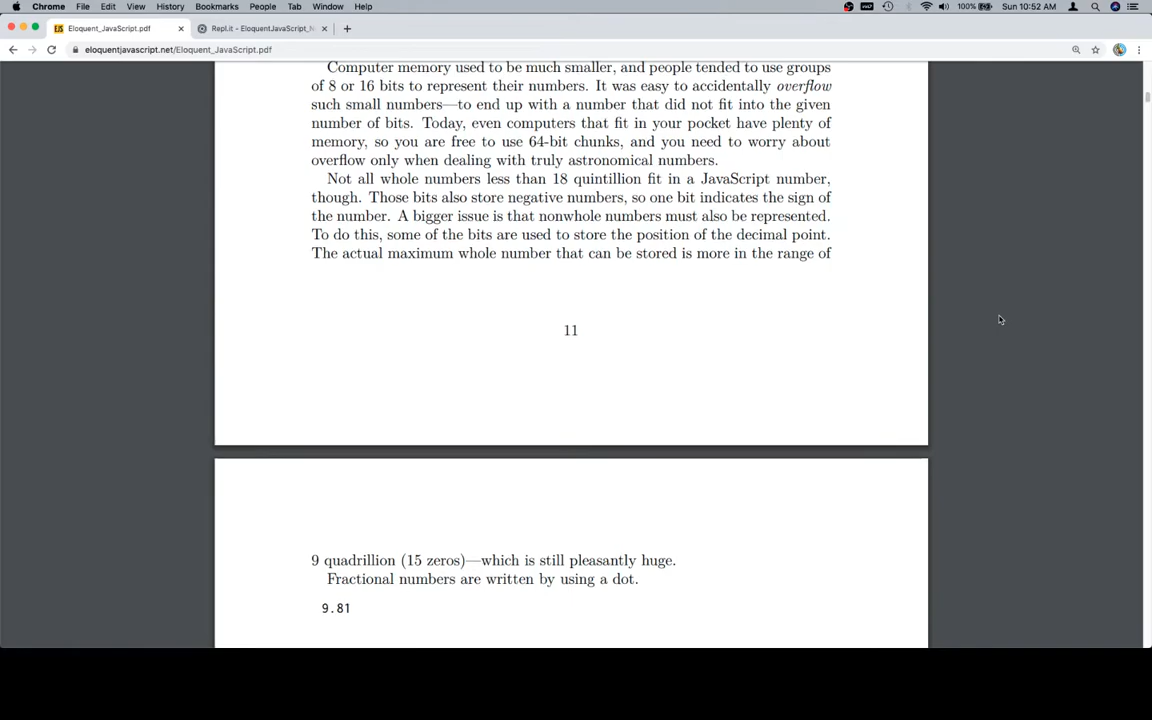 Chrome File Edit View History Bookmarks People Tab Window Help 100% Sun 10:52 AM
Eloquent_JavaScript.pdf Repl.it - EloquentJavaScript_N
eloquentjavascript.net/Eloquent_JavaScript.pdf
Computer memory used to be much smaller, and people tended to use groups
of 8 or 16 bits to represent their numbers. It was easy to accidentally overflow
such small numbers—to end up with a number that did not fit into the given
number of bits. Today, even computers that fit in your pocket have plenty of
memory, so you are free to use 64-bit chunks, and you need to worry about
overflow only when dealing with truly astronomical numbers.
Not all whole numbers less than 18 quintillion fit in a JavaScript number,
though. Those bits also store negative numbers, so one bit indicates the sign of
the number. A bigger issue is that nonwhole numbers must also be represented.
To do this, some of the bits are used to store the position of the decimal point.
The actual maximum whole number that can be stored is more in the range of
11
9 quadrillion (15 zeros)—which is still pleasantly huge.
Fractional numbers are written by using a dot.
9.81